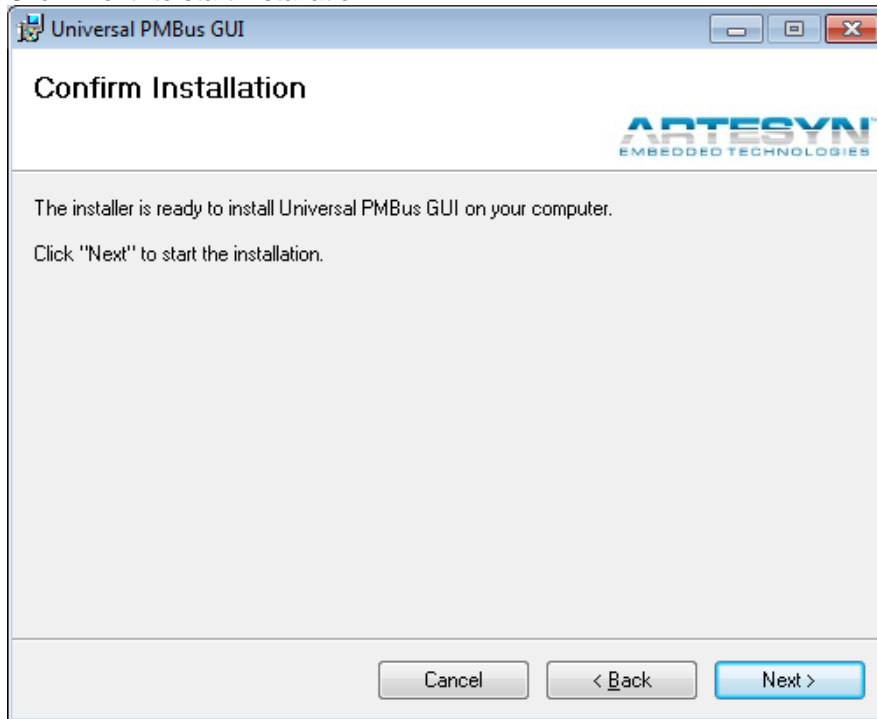 Universal PMBus GUI
Confirm Installation
ARTESYN
EMBEDDED TECHNOLOGIES
The installer is ready to install Universal PMBus GUI on your computer.
Click "Next" to start the installation.
Cancel
< Back
Next >